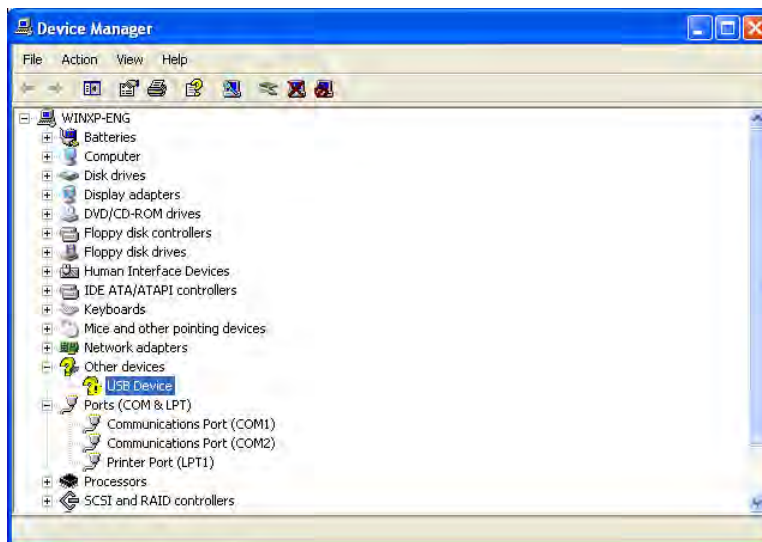 Device Manager
File Action View Help
WINXP-ENG
Batteries
Computer
Disk drives
Display adapters
DVD/CD-ROM drives
Floppy disk controllers
Floppy disk drives
Human Interface Devices
IDE ATA/ATAPI controllers
Keyboards
Mice and other pointing devices
Network adapters
Other devices
USB Device
Ports (COM & LPT)
Communications Port (COM1)
Communications Port (COM2)
Printer Port (LPT1)
Processors
SCSI and RAID controllers